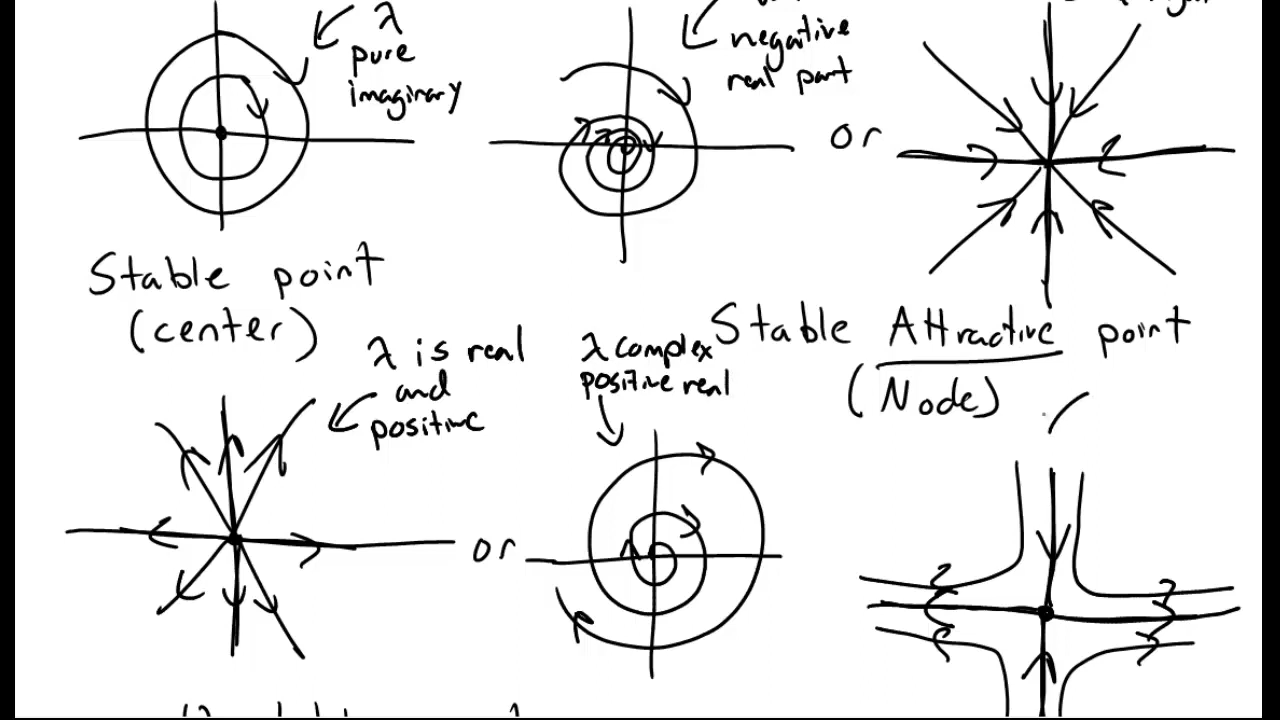 λ
pure
imaginary
negative
real part
or
Stable point
(center)
Stable Attractive point
(Node)
λ is real
and
positive
λ complex
positive real
or